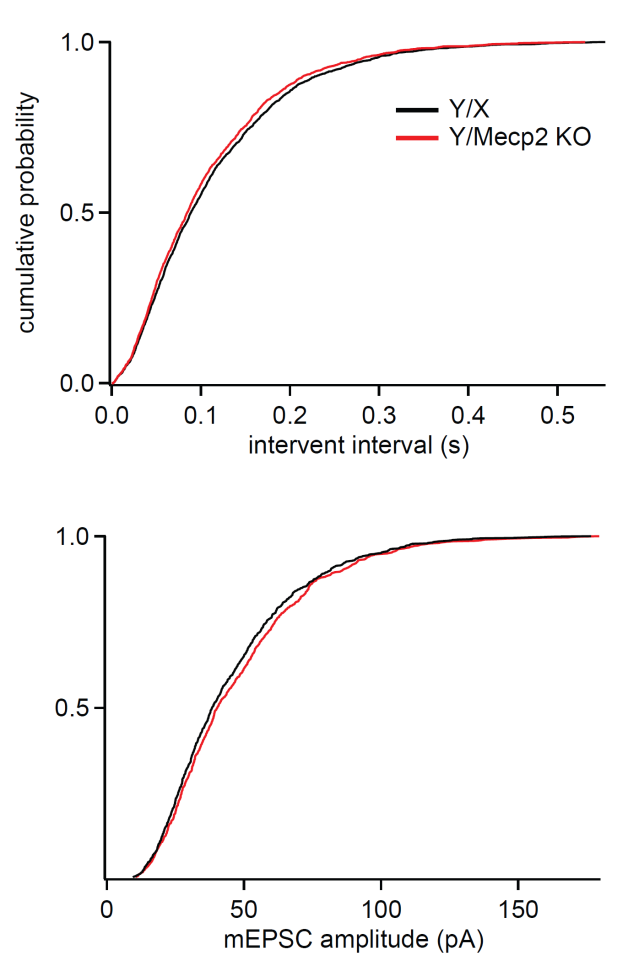 1.0
cumulative probability
0.5
0.0
Y/X
Y/Mecp2 KO
0.0 0.1 0.2 0.3 0.4 0.5
intervent interval (s)
1.0
0.5
0 50 100 150
mEPSC amplitude (pA)